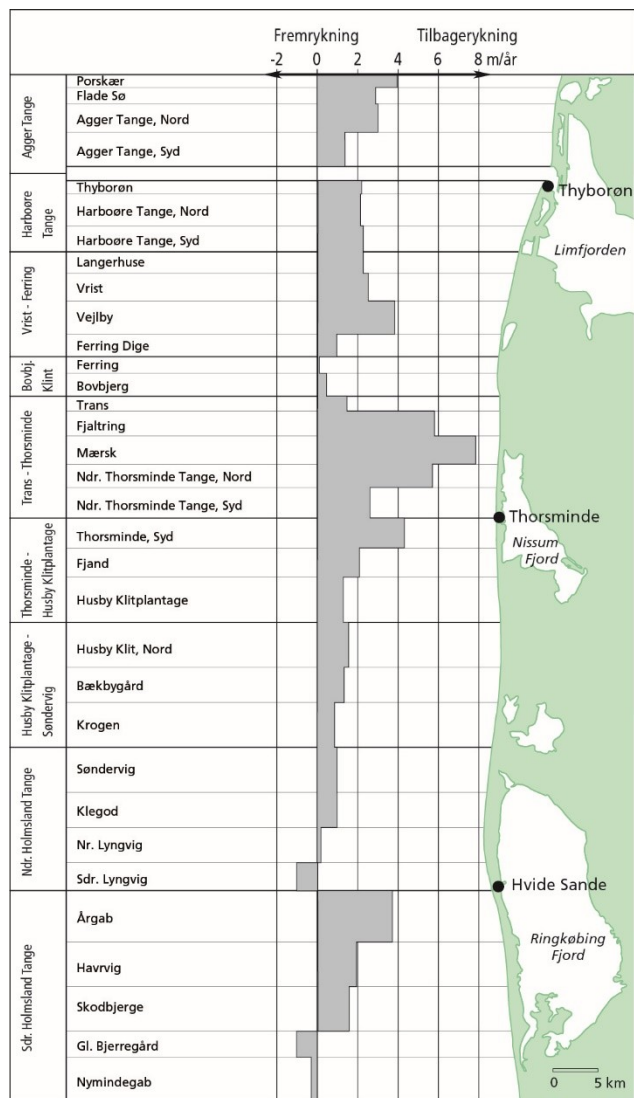 Fremrykning Tilbagerykning
-2 0 2 4 6 8 m/år
Agger Tange
Porskær
Flade Sø
Agger Tange, Nord
Agger Tange, Syd
Harboøre
Tange
Thyborøn
Harboøre Tange, Nord
Harboøre Tange, Syd
Vrist - Ferring
Langerhuse
Vrist
Vejlby
Ferring Dige
Bovbj.
Klint
Ferring
Bovbjerg
Trans - Thorsminde
Trans
Fjaltring
Mærsk
Ndr. Thorsminde Tange, Nord
Ndr. Thorsminde Tange, Syd
Thorsminde -
Husby Klitplantage
Thorsminde, Syd
Fjand
Husby Klitplantage
Husby Klitplantage -
Søndervig
Husby Klit, Nord
Bækbygård
Krogen
Ndr. Holmsland Tange
Søndervig
Klegod
Nr. Lyngvig
Sdr. Lyngvig
Sdr. Holmsland Tange
Årgab
Havrvig
Skodbjerge
Gl. Bjerregård
Nymindegab
Thyborøn
Limfjorden
Thorsminde
Nissum
Fjord
Hvide Sande
Ringkøbing
Fjord
0 5 km